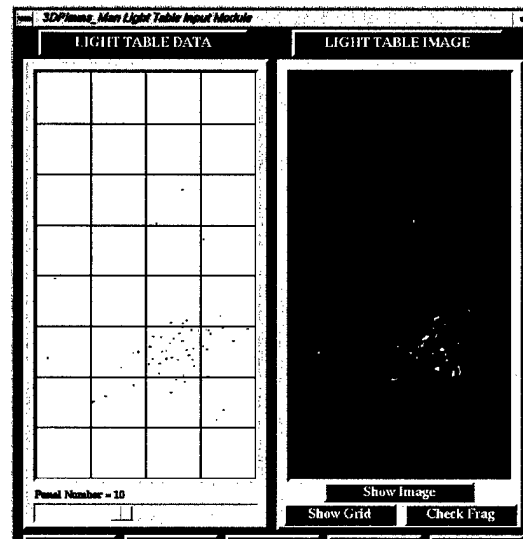 3DPimms_Man Light Table Input Module
LIGHT TABLE DATA
LIGHT TABLE IMAGE
Panel Number = 10
Show Image
Show Grid
Check Frag